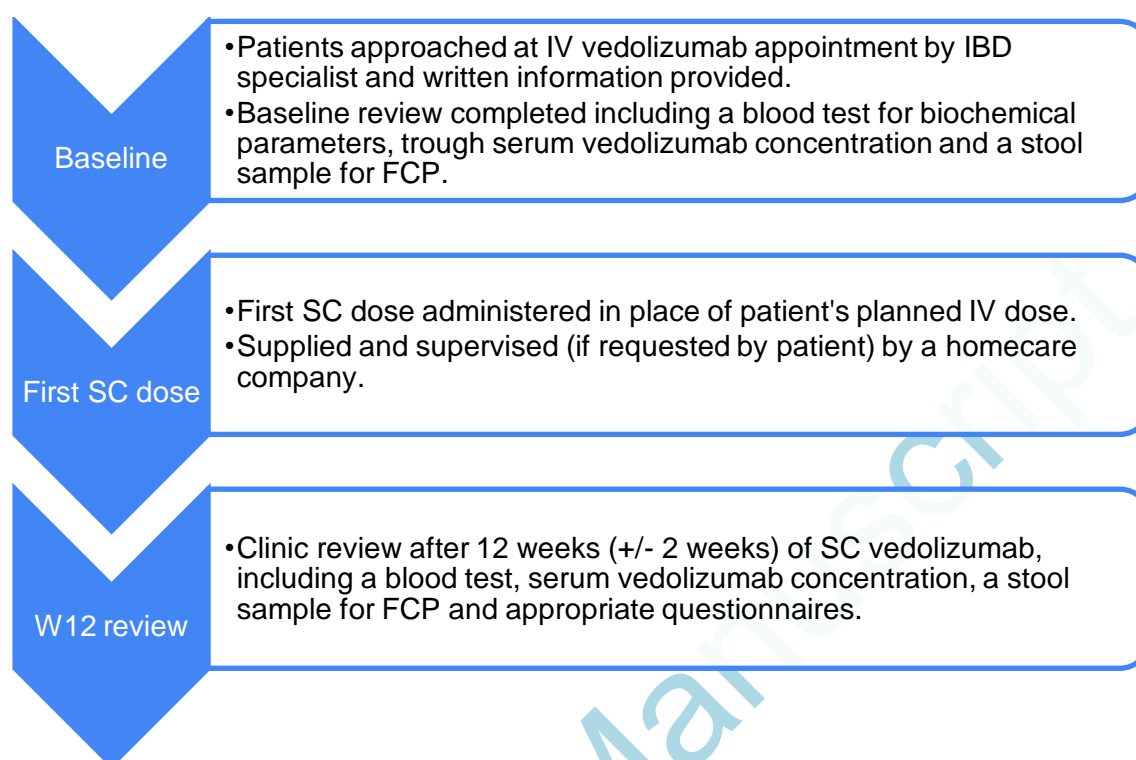 Baseline
•Patients approached at IV vedolizumab appointment by IBD
specialist and written information provided.
•Baseline review completed including a blood test for biochemical
parameters, trough serum vedolizumab concentration and a stool
sample for FCP.
First SC dose
•First SC dose administered in place of patient's planned IV dose.
•Supplied and supervised (if requested by patient) by a homecare
company.
W12 review
•Clinic review after 12 weeks (+/- 2 weeks) of SC vedolizumab,
including a blood test, serum vedolizumab concentration, a stool
sample for FCP and appropriate questionnaires.
Manuscript